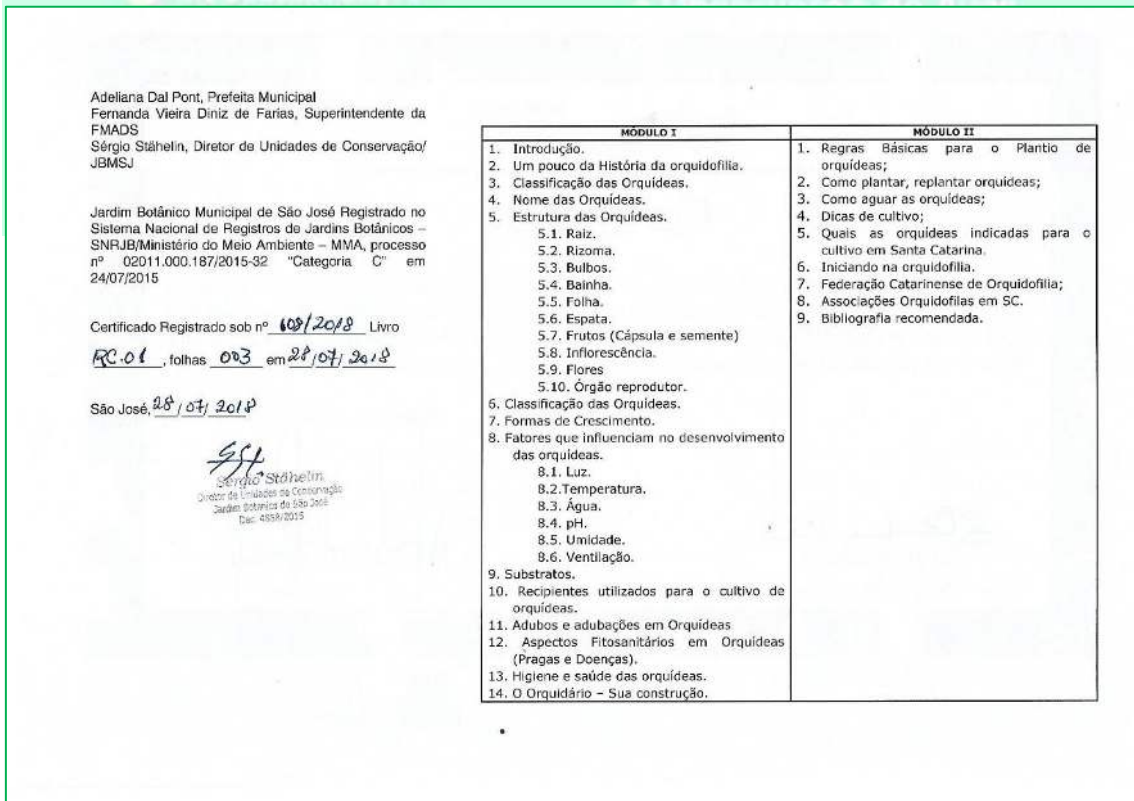 Adeliana Dal Pont, Prefeita Municipal
Fernanda Vieira Diniz de Farias, Superintendente da
FMADS
Sérgio Stähelin, Diretor de Unidades de Conservação/
JBMSJ
Jardim Botânico Municipal de São José Registrado no
Sistema Nacional de Registros de Jardins Botânicos –
SNRJB/Ministério do Meio Ambiente – MMA, processo
nº 02011.000.187/2015-32 "Categoria C" em
24/07/2015
Certificado Registrado sob nº 108/2018 Livro
RC.01, folhas 003 em 28/07/2018
São José, 28/07/2018
Sérgio Stähelin
Diretor de Unidades de Conservação
Jardim Botânico de São José
Dec. 4558/2015
MÓDULO I
1. Introdução.
2. Um pouco da História da orquidofilia.
3. Classificação das Orquídeas.
4. Nome das Orquídeas.
5. Estrutura das Orquídeas.
5.1. Raiz.
5.2. Rizoma.
5.3. Bulbos.
5.4. Bainha.
5.5. Folha.
5.6. Espata.
5.7. Frutos (Cápsula e semente)
5.8. Inflorescência.
5.9. Flores
5.10. Órgão reprodutor.
6. Classificação das Orquídeas.
7. Formas de Crescimento.
8. Fatores que influenciam no desenvolvimento
das orquídeas.
8.1. Luz.
8.2.Temperatura.
8.3. Água.
8.4. pH.
8.5. Umidade.
8.6. Ventilação.
9. Substratos.
10. Recipientes utilizados para o cultivo de
orquídeas.
11. Adubos e adubações em Orquídeas
12. Aspectos Fitosanitários em Orquídeas
(Pragas e Doenças).
13. Higiene e saúde das orquídeas.
14. O Orquidário – Sua construção.
MÓDULO II
1. Regras Básicas para o Plantio de
orquídeas;
2. Como plantar, replantar orquídeas;
3. Como aguar as orquídeas;
4. Dicas de cultivo;
5. Quais as orquídeas indicadas para o
cultivo em Santa Catarina.
6. Iniciando na orquidofilia.
7. Federação Catarinense de Orquidofilia;
8. Associações Orquidofilas em SC.
9. Bibliografia recomendada.